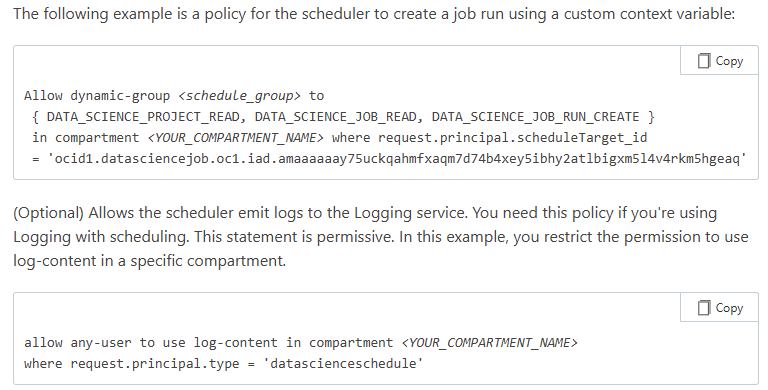 The following example is a policy for the scheduler to create a job run using a custom context variable:
Copy
Allow dynamic-group <schedule_group> to
{ DATA_SCIENCE_PROJECT_READ, DATA_SCIENCE_JOB_READ, DATA_SCIENCE_JOB_RUN_CREATE }
in compartment <YOUR_COMPARTMENT_NAME> where request.principal.scheduleTarget_id
= 'ocid1.datasciencejob.oc1.iad.amaaaaaay75uckqahmfxaqm7d74b4xey5ibhy2atlbigxm5l4v4rkm5hgeaq'
(Optional) Allows the scheduler emit logs to the Logging service. You need this policy if you're using
Logging with scheduling. This statement is permissive. In this example, you restrict the permission to use
log-content in a specific compartment.
Copy
allow any-user to use log-content in compartment <YOUR_COMPARTMENT_NAME>
where request.principal.type = 'datascienceschedule'